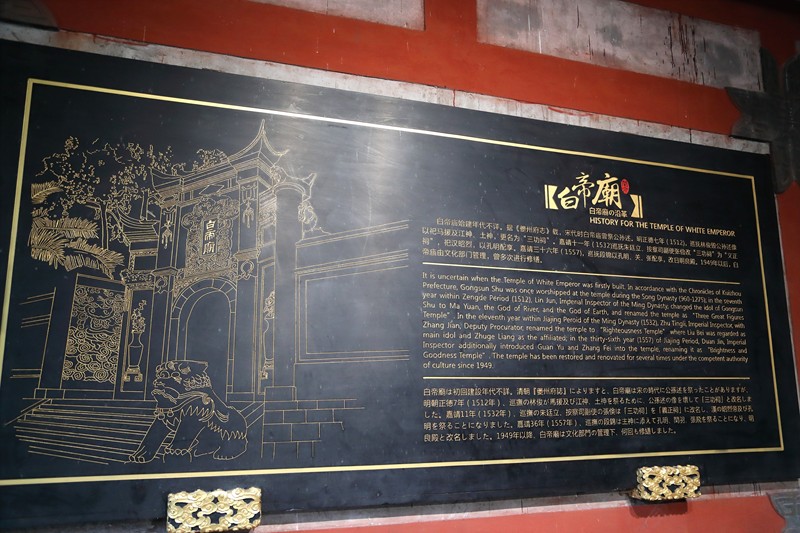 白帝廟
【白帝廟】
白帝廟の沿革
HISTORY FOR THE TEMPLE OF WHITE EMPEROR
白帝庙始建年代不详。据《夔州府志》载，宋代时白帝庙曾祭公孙述。明正德七年（1512），巡抚林俊祭公孙述像
以祀马援及江神、土神，更名为“三功祠”。嘉靖十一年（1532）巡抚朱廷立、按察司副使张俭改“三功祠”为“义正
祠”，祀汉昭烈，以孔明配享。嘉靖三十六年（1557），巡抚段锦以孔明、关、张配享，改曰明良殿。1949年以后，白
帝庙由文化部门管理，曾多次进行修缮。
It is uncertain when the Temple of White Emperor was firstly built. In accordance with the Chronicles of Kuizhou
Prefecture, Gongsun Shu was once worshipped at the temple during the Song Dynasty (960-1275); in the seventh
year within Zengde Period (1512), Lin Jun, Imperial Inspector of the Ming Dynasty, changed the idol of Gongsun
Shu to Ma Yuan, the God of River, and the God of Earth, and renamed the temple as “Three Great Figures
Temple”. In the eleventh year within Jiajing Peroid of the Ming Dynasty (1532), Zhu Tingli, Imperial Inspector, with
Zhang Jian, Deputy Procurator, renamed the temple to “Righteousness Temple” where Liu Bei was regarded as
main idol and Zhuge Liang as the affiliated; in the thirty-sixth year (1557) of Jiajing Period, Duan Jin, Imperial
Inspector additionally introduced Guan Yu and Zhang Fei into the temple, renaming it as “Brightness and
Goodness Temple”. The temple has been restored and renovated for several times under the competent authority
of culture since 1949.
白帝廟は初回建設年代不詳。清朝『夔州府誌』によりますと、白帝廟は宋の時代に公孫述を祭ったことがありますが、
明朝正徳7年（1512年）、巡撫の林俊が馬援及び江神、土神を祭るために、公孫述の像を壊して「三功祠」と改名しま
した。嘉靖11年（1532年）、巡撫の朱廷立、按察司副使の張倹は「三功祠」を「義正祠」に改名し、漢の昭烈帝及び孔
明を祭ることになりました。嘉靖36年（1557年）、巡撫の段錦は主神に添えて孔明、関羽、張飛を祭ることになり、明
良殿と改名しました。1949年以降、白帝廟は文化部門の管理下、何回も修繕しました。